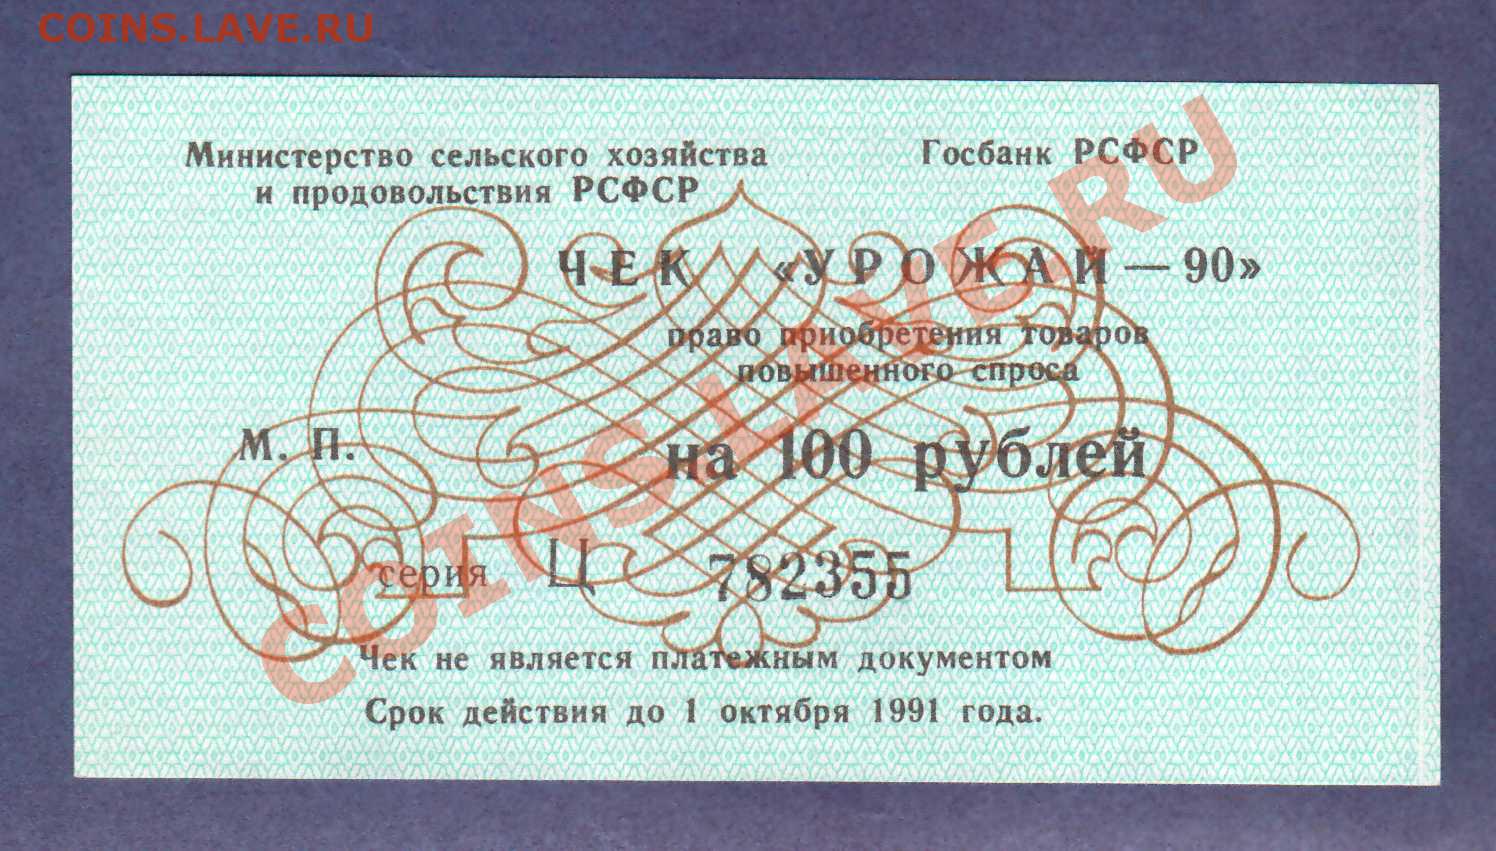 COINS.LAVE.RU
Министерство сельского хозяйства
и продовольствия РСФСР
Госбанк РСФСР
ЧЕК «УРОЖАЙ — 90»
право приобретения товаров
повышенного спроса
М. П.
на 100 рублей
серия Ц 782355
Чек не является платежным документом
Срок действия до 1 октября 1991 года.
COINS.LAVE.RU